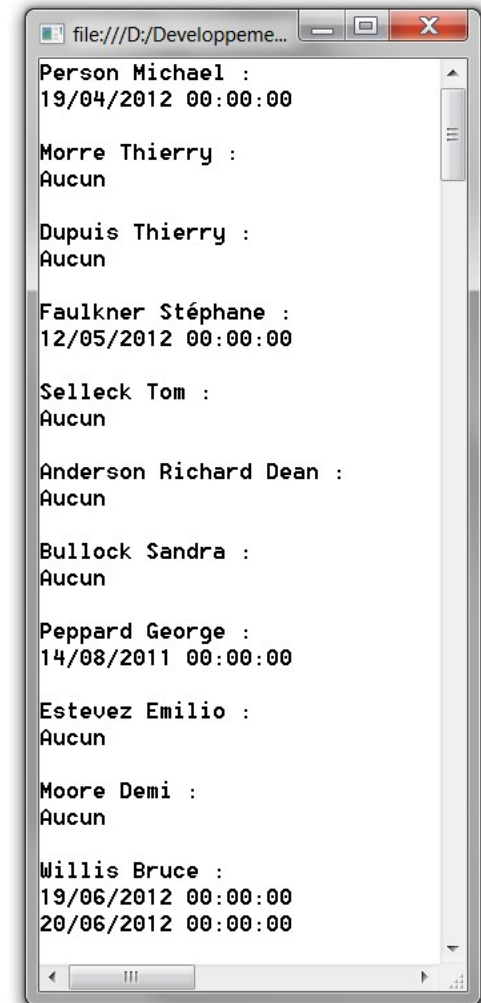 file:///D:/Developpeme...
Person Michael :
19/04/2012 00:00:00
Morre Thierry :
Aucun
Dupuis Thierry :
Aucun
Faulkner Stéphane :
12/05/2012 00:00:00
Selleck Tom :
Aucun
Anderson Richard Dean :
Aucun
Bullock Sandra :
Aucun
Peppard George :
14/08/2011 00:00:00
Estevez Emilio :
Aucun
Moore Demi :
Aucun
Willis Bruce :
19/06/2012 00:00:00
20/06/2012 00:00:00